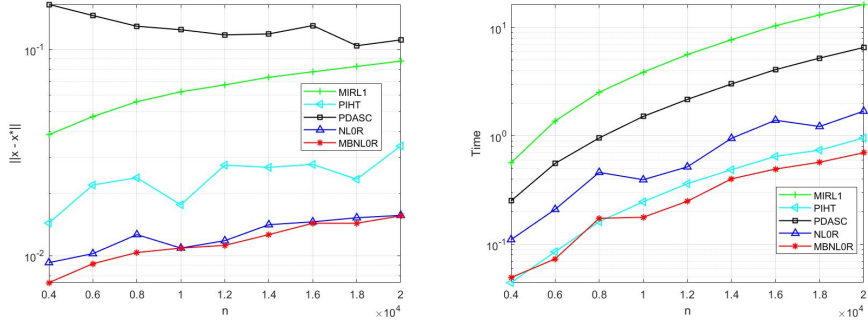 ||x - x*||
10^-1
10^-2
MIRL1
PIHT
PDASC
NL0R
MBNL0R
0.4 0.6 0.8 1 1.2 1.4 1.6 1.8 2
n
×10^4
Time
10^1
10^0
10^-1
MIRL1
PIHT
PDASC
NL0R
MBNL0R
0.4 0.6 0.8 1 1.2 1.4 1.6 1.8 2
n
×10^4